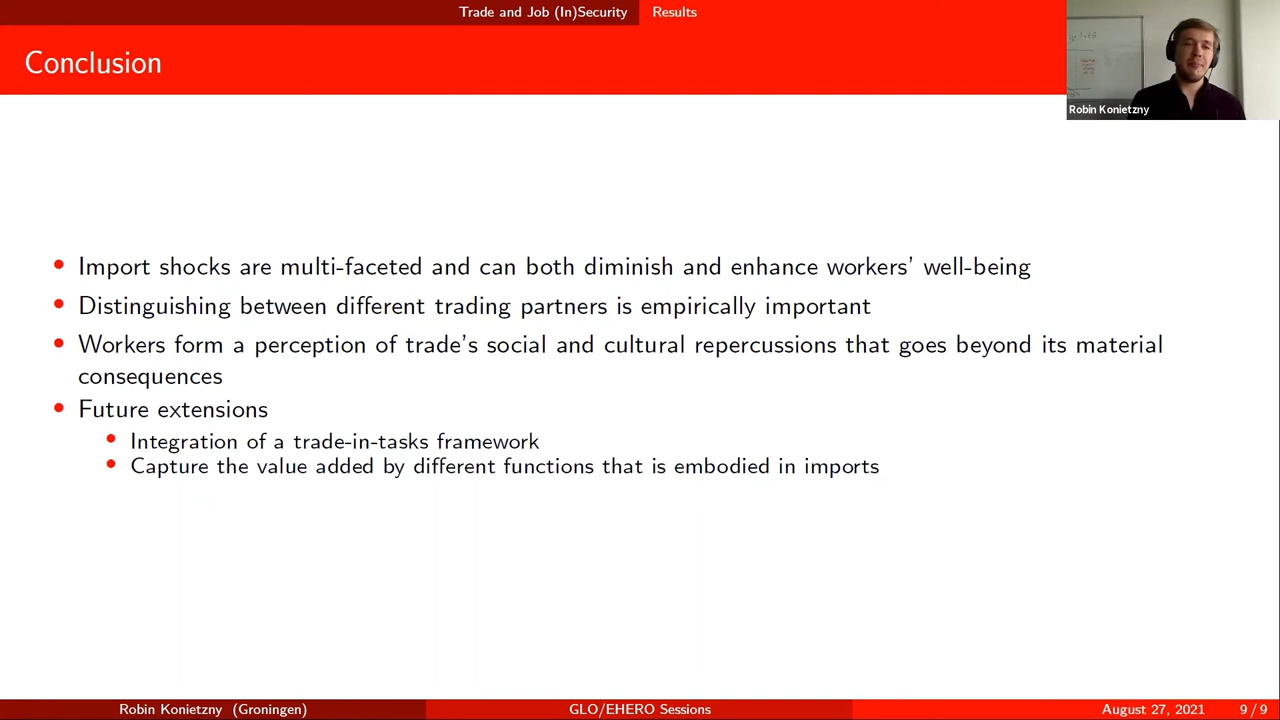 Trade and Job (In)Security Results
Conclusion
Robin Konietzny
• Import shocks are multi-faceted and can both diminish and enhance workers' well-being
• Distinguishing between different trading partners is empirically important
• Workers form a perception of trade's social and cultural repercussions that goes beyond its material
consequences
• Future extensions
• Integration of a trade-in-tasks framework
• Capture the value added by different functions that is embodied in imports
Robin Konietzny (Groningen) GLO/EHERO Sessions August 27, 2021 9/9